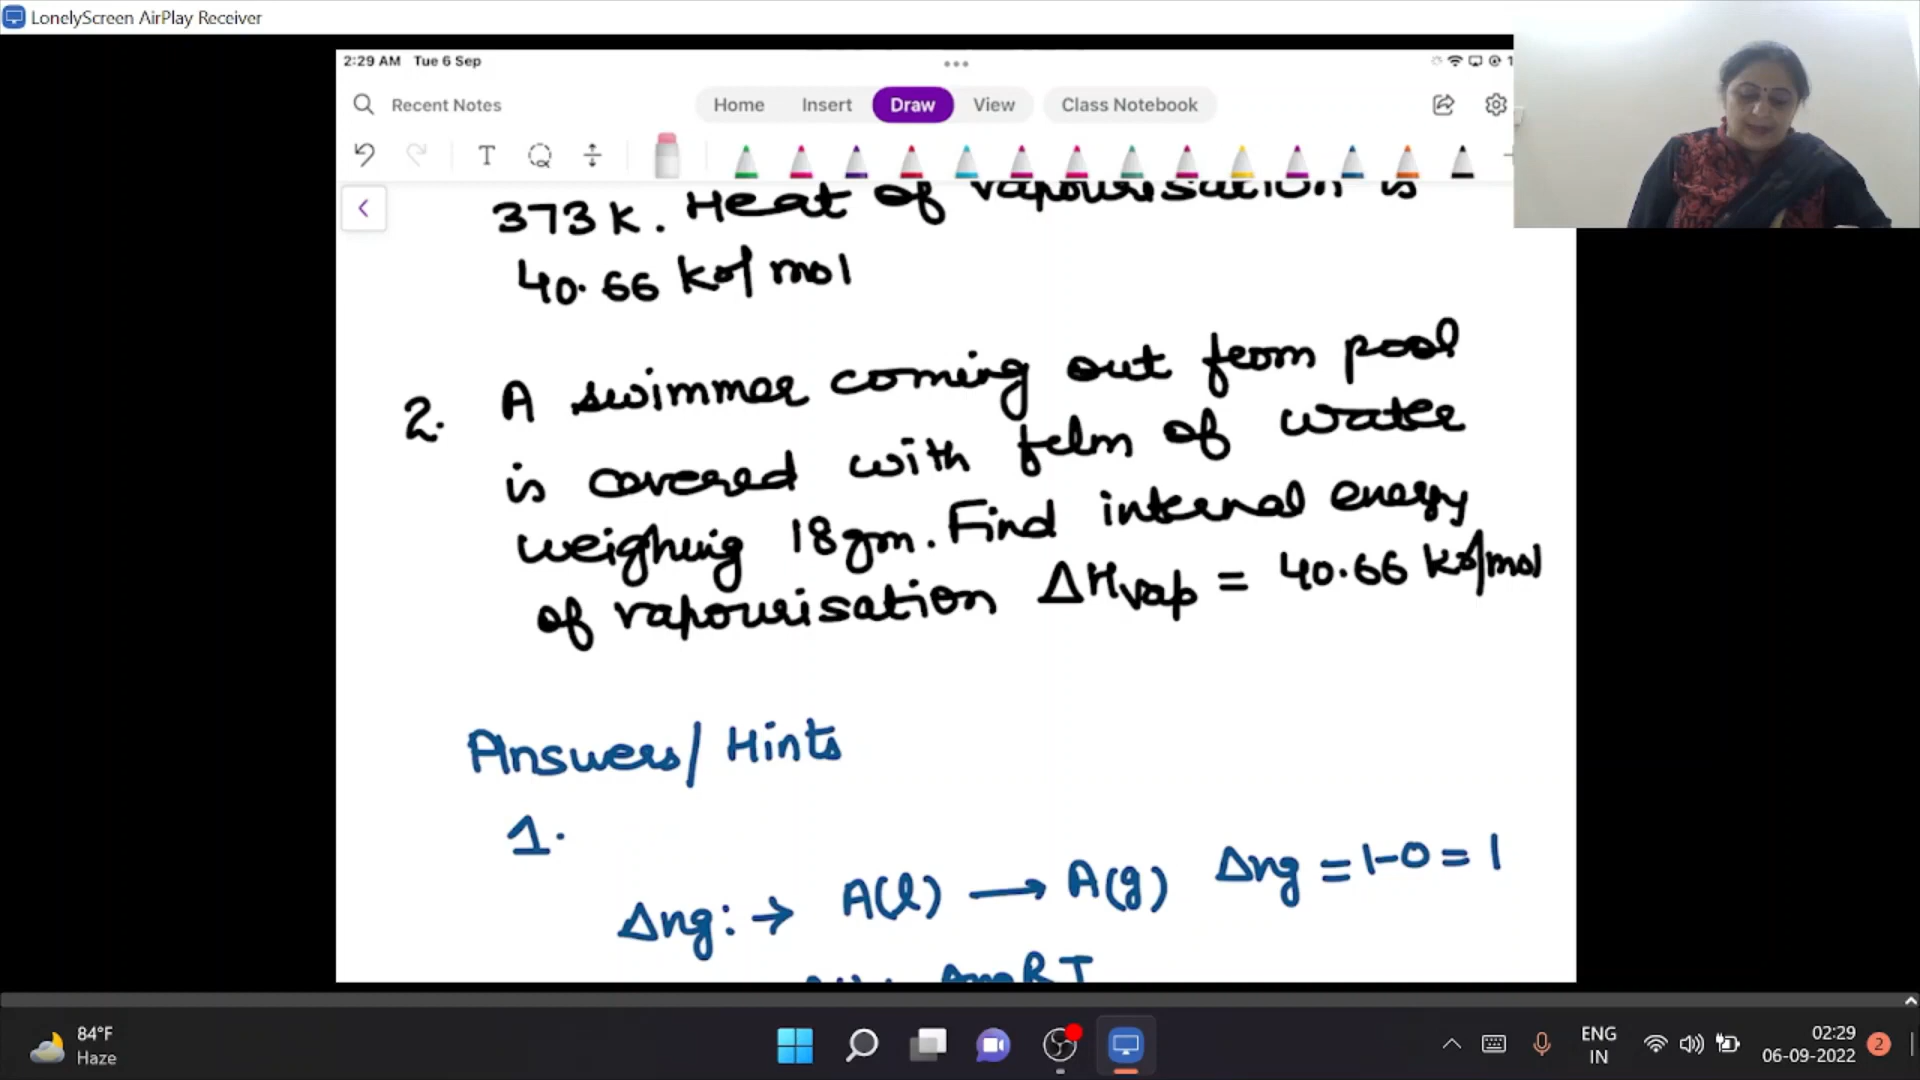 LonelyScreen AirPlay Receiver
2:29 AM Tue 6 Sep
Recent Notes
Home Insert Draw View Class Notebook
373 K. Heat of vapourisation is
40.66 kJ/mol
2. A swimmer coming out from pool
is covered with film of water
weighing 18gm. Find internal energy
of vapourisation ΔHvap = 40.66 kJ/mol
Answers/ Hints
1.
Δng: → A(l) → A(g) Δng = 1-0 = 1
84°F
Haze
ENG
IN
02:29
06-09-2022
2